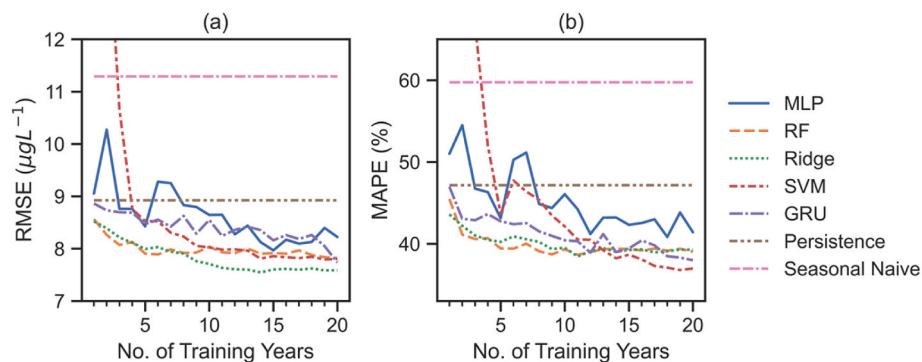 (a)
RMSE (μgL⁻¹)
12
11
10
9
8
7
5
10
15
20
No. of Training Years
(b)
MAPE (%)
60
50
40
5
10
15
20
No. of Training Years
MLP
RF
Ridge
SVM
GRU
Persistence
Seasonal Naive